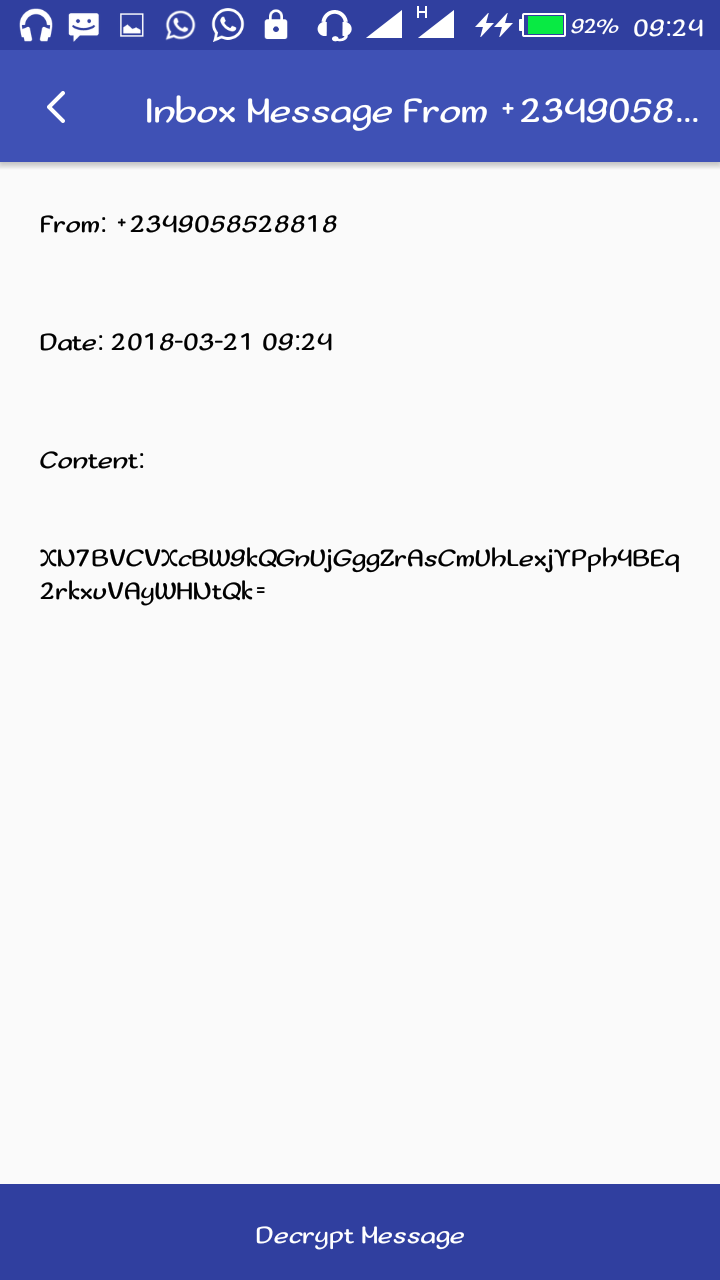 H 92% 09:24
Inbox Message From +2349058...
From: +2349058528818
Date: 2018-03-21 09:24
Content:
XN7BVCVXcBW9kQGnUjGggZrAsCmUhLexjYPph4BEq
2rkxvVAyWHNtQk=
Decrypt Message